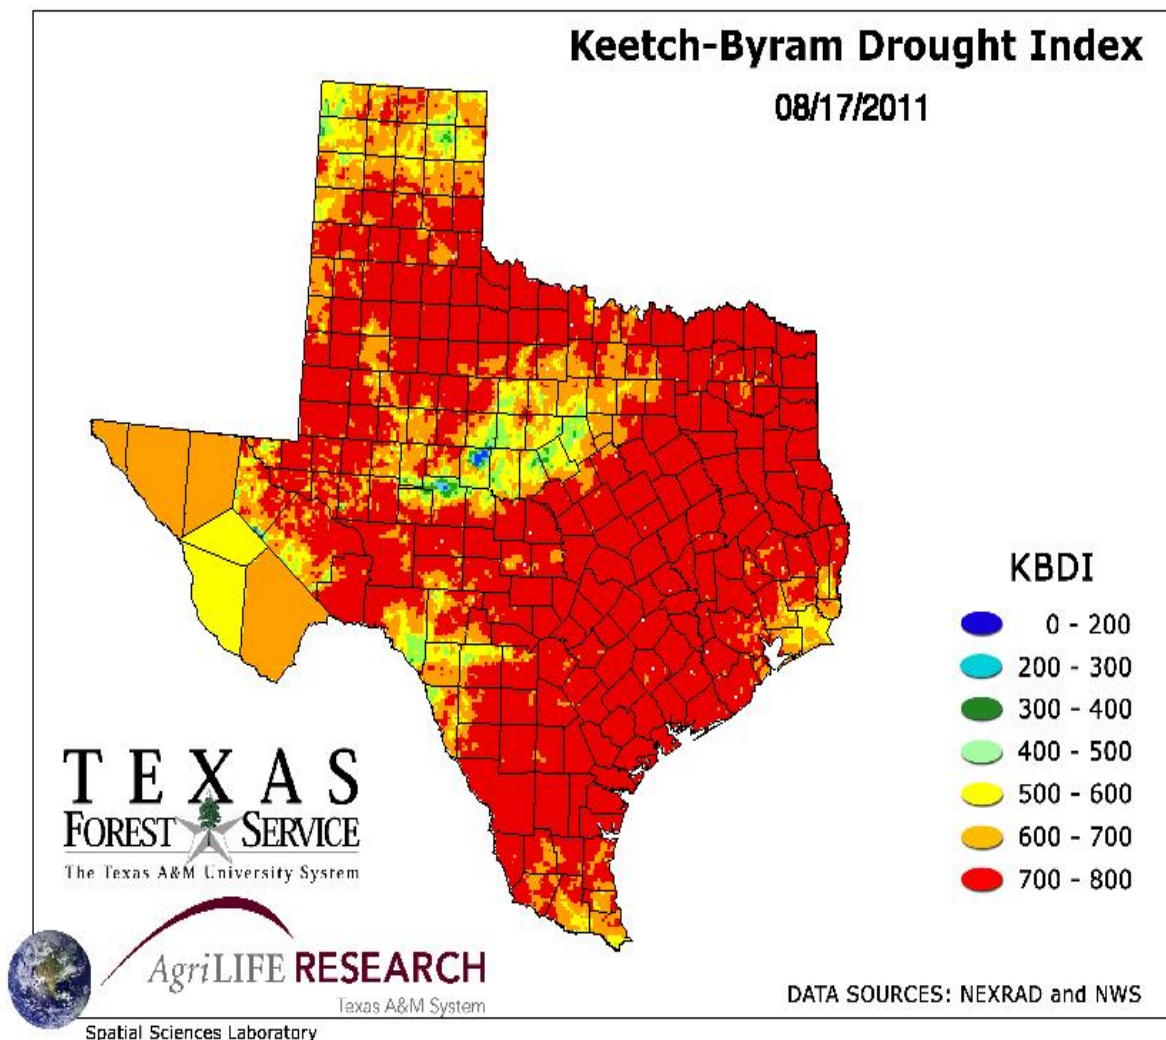 Keetch-Byram Drought Index
08/17/2011
KBDI
0 - 200
200 - 300
300 - 400
400 - 500
500 - 600
600 - 700
700 - 800
TEXAS
FOREST SERVICE
The Texas A&M University System
AgriLIFE RESEARCH
Texas A&M System
Spatial Sciences Laboratory
DATA SOURCES: NEXRAD and NWS